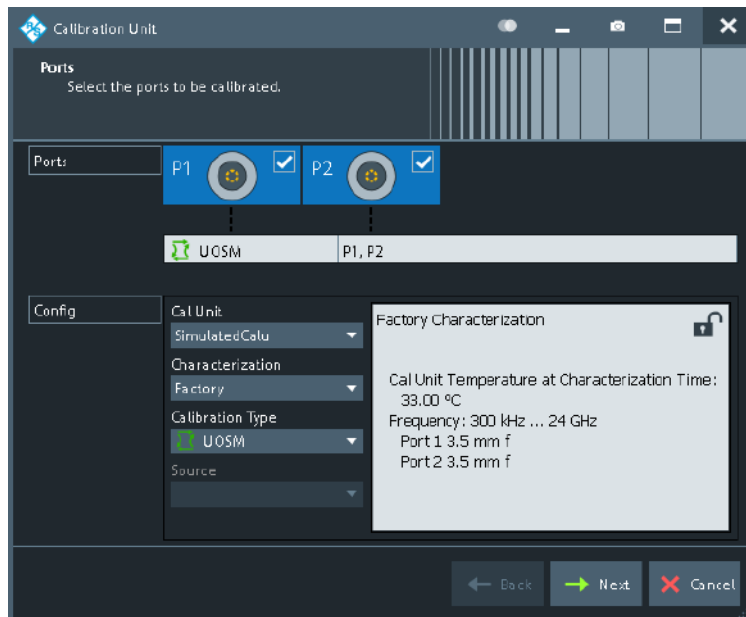 Calibration Unit
Ports
Select the ports to be calibrated.
Ports
P1
P2
UOSM
P1, P2
Config
Cal Unit
SimulatedCalu
Characterization
Factory
Calibration Type
UOSM
Source
Factory Characterization
Cal Unit Temperature at Characterization Time:
33.00 ºC
Frequency: 300 kHz ... 24 GHz
Port 1 3.5 mm f
Port 2 3.5 mm f
Back
Next
Cancel